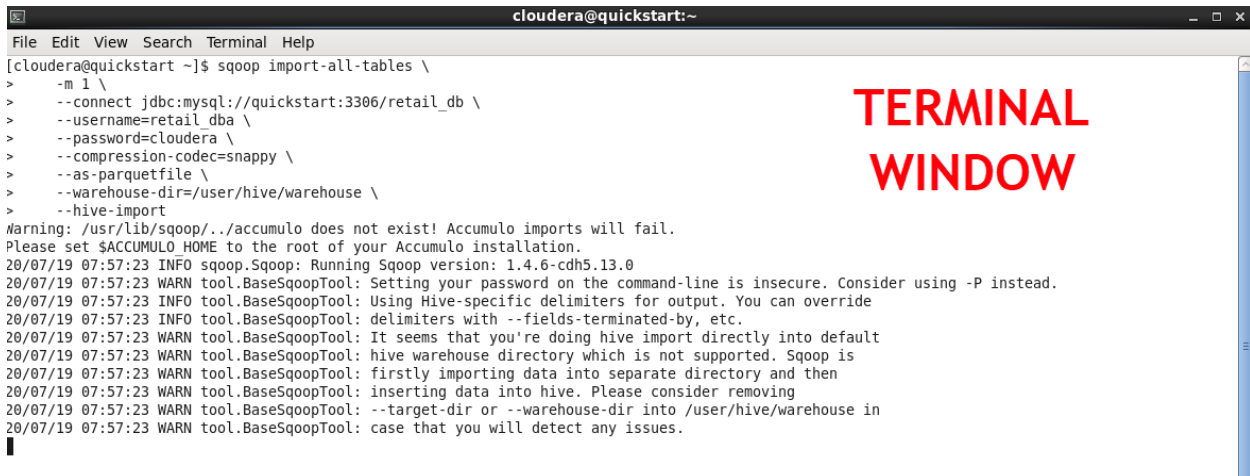 cloudera@quickstart:~
File Edit View Search Terminal Help
[cloudera@quickstart ~]$ sqoop import-all-tables \
> -m 1 \
> --connect jdbc:mysql://quickstart:3306/retail_db \
> --username=retail_dba \
> --password=cloudera \
> --compression-codec=snappy \
> --as-parquetfile \
> --warehouse-dir=/user/hive/warehouse \
> --hive-import
TERMINAL
WINDOW
Warning: /usr/lib/sqoop/../accumulo does not exist! Accumulo imports will fail.
Please set $ACCUMULO_HOME to the root of your Accumulo installation.
20/07/19 07:57:23 INFO sqoop.Sqoop: Running Sqoop version: 1.4.6-cdh5.13.0
20/07/19 07:57:23 WARN tool.BaseSqoopTool: Setting your password on the command-line is insecure. Consider using -P instead.
20/07/19 07:57:23 INFO tool.BaseSqoopTool: Using Hive-specific delimiters for output. You can override
20/07/19 07:57:23 INFO tool.BaseSqoopTool: delimiters with --fields-terminated-by, etc.
20/07/19 07:57:23 WARN tool.BaseSqoopTool: It seems that you're doing hive import directly into default
20/07/19 07:57:23 WARN tool.BaseSqoopTool: hive warehouse directory which is not supported. Sqoop is
20/07/19 07:57:23 WARN tool.BaseSqoopTool: firstly importing data into separate directory and then
20/07/19 07:57:23 WARN tool.BaseSqoopTool: inserting data into hive. Please consider removing
20/07/19 07:57:23 WARN tool.BaseSqoopTool: --target-dir or --warehouse-dir into /user/hive/warehouse in
20/07/19 07:57:23 WARN tool.BaseSqoopTool: case that you will detect any issues.